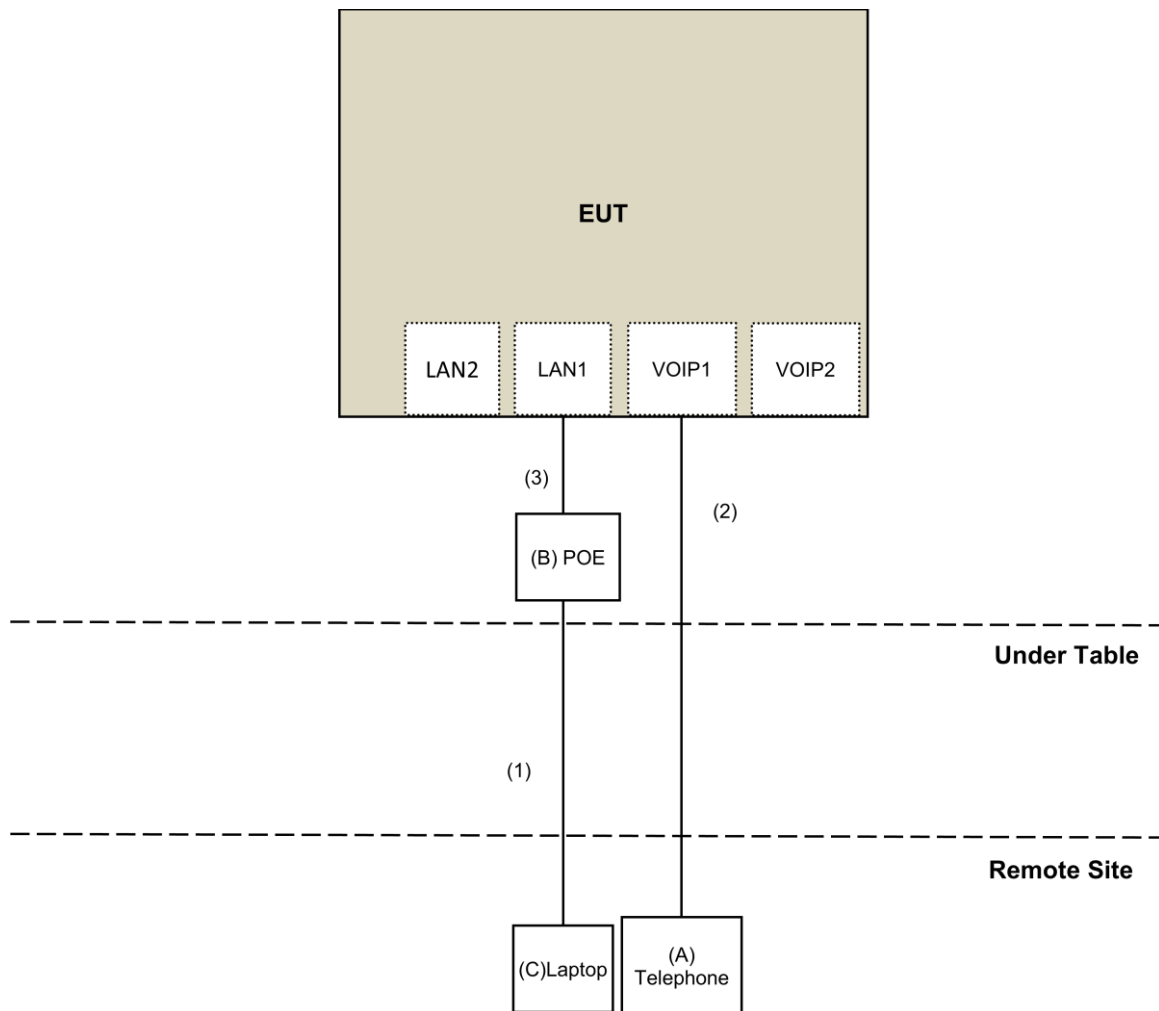 EUT
LAN2
LAN1
VOIP1
VOIP2
(3)
(2)
(B) POE
Under Table
(1)
Remote Site
(C)Laptop
(A)
Telephone